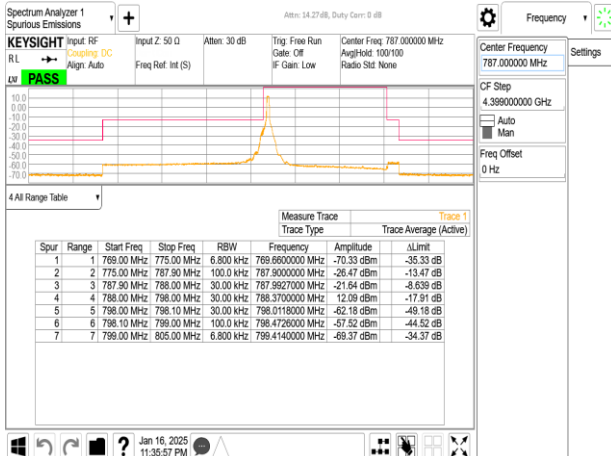 Spectrum Analyzer 1
Spurious Emissions
Attn: 14.27dB, Duty Corr: 0 dB
Frequency
KEYSIGHT Input: RF Input Z: 50 Ω Atten: 30 dB Trig: Free Run Center Freq: 787.000000 MHz
Coupling: DC Gate: Off Avg|Hold: 100/100
RL Align: Auto Freq Ref: Int (S) IF Gain: Low Radio Std: None
PASS
Center Frequency
787.000000 MHz
Settings
CF Step
4.399000000 GHz
Auto
Man
Freq Offset
0 Hz
10.0
0.00
-10.0
-20.0
-30.0
-40.0
-50.0
-60.0
-70.0
4 All Range Table
Measure Trace Trace 1
Trace Type Trace Average (Active)
Spur Range Start Freq Stop Freq RBW Frequency Amplitude ΔLimit
1 1 769.00 MHz 775.00 MHz 6.800 kHz 769.6600000 MHz -70.33 dBm -35.33 dB
2 2 775.00 MHz 787.90 MHz 100.0 kHz 787.9000000 MHz -26.47 dBm -13.47 dB
3 3 787.90 MHz 788.00 MHz 30.00 kHz 787.9927000 MHz -21.64 dBm -8.639 dB
4 4 788.00 MHz 798.00 MHz 30.00 kHz 788.3700000 MHz 12.09 dBm -17.91 dB
5 5 798.00 MHz 798.10 MHz 30.00 kHz 798.0118000 MHz -62.18 dBm -49.18 dB
6 6 798.10 MHz 799.00 MHz 100.0 kHz 798.4726000 MHz -57.52 dBm -44.52 dB
7 7 799.00 MHz 805.00 MHz 6.800 kHz 799.4140000 MHz -69.37 dBm -34.37 dB
Jan 16, 2025
11:35:57 PM